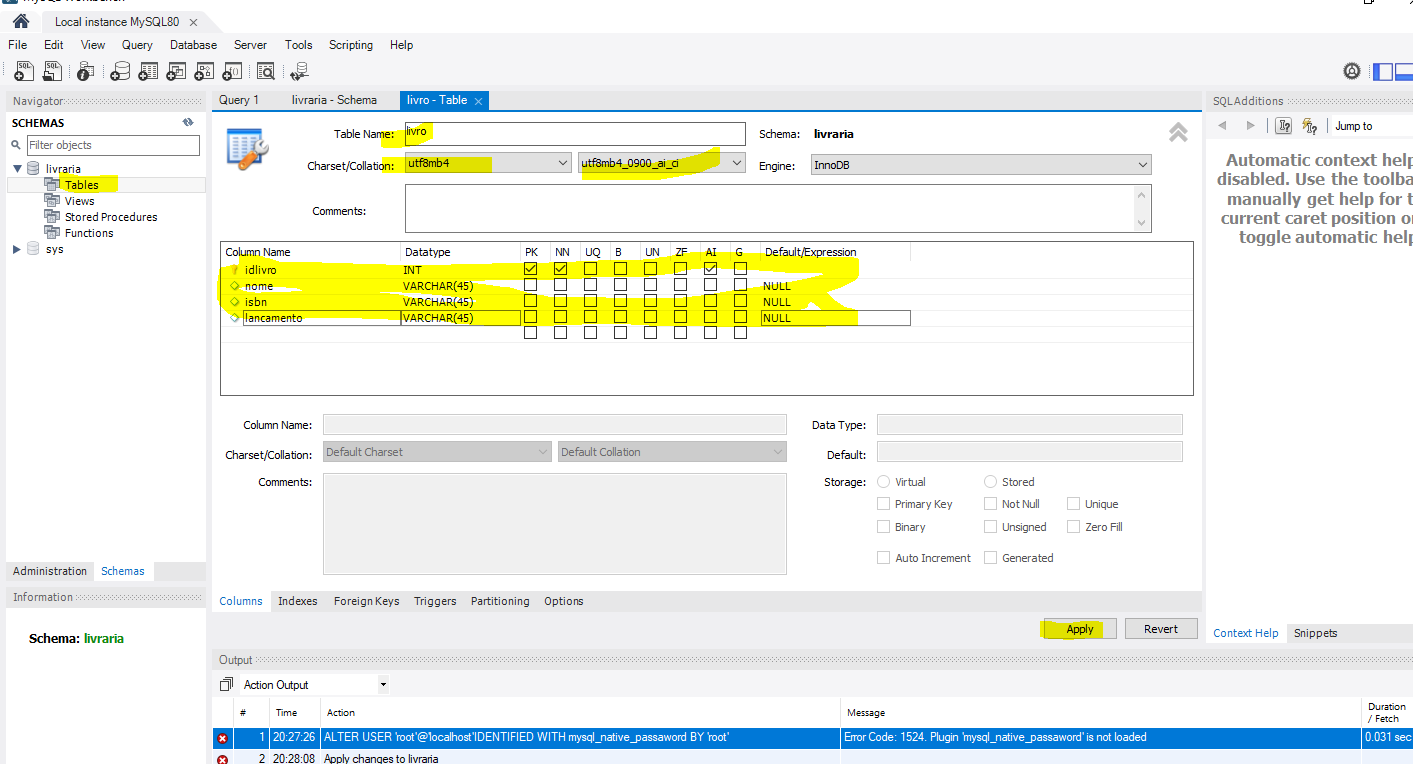 Local instance MySQL80
File Edit View Query Database Server Tools Scripting Help
Navigator
SCHEMAS
Filter objects
livraria
Tables
Views
Stored Procedures
Functions
sys
Administration Schemas
Information
Schema: livraria
Query 1 livraria - Schema livro - Table
Table Name: livro Schema: livraria
Charset/Collation: utf8mb4 utf8mb4_0900_ai_ci Engine: InnoDB
Comments:
Column Name Datatype PK NN UQ B UN ZF AI G Default/Expression
idlivro INT
nome VARCHAR(45) NULL
isbn VARCHAR(45) NULL
lancamento VARCHAR(45) NULL
Column Name: Data Type:
Charset/Collation: Default Charset Default Collation Default:
Comments: Storage: Virtual Stored
Primary Key Not Null Unique
Binary Unsigned Zero Fill
Auto Increment Generated
Columns Indexes Foreign Keys Triggers Partitioning Options
Apply Revert
SQLAdditions
Jump to
Automatic context help
disabled. Use the toolba
manually get help for t
current caret position o
toggle automatic help
Context Help Snippets
Output
Action Output
# Time Action Message Duration / Fetch
1 20:27:26 ALTER USER 'root'@'localhost'IDENTIFIED WITH mysql_native_passaword BY 'root' Error Code: 1524. Plugin 'mysql_native_passaword' is not loaded 0.031 sec
2 20:28:08 Apply changes to livraria